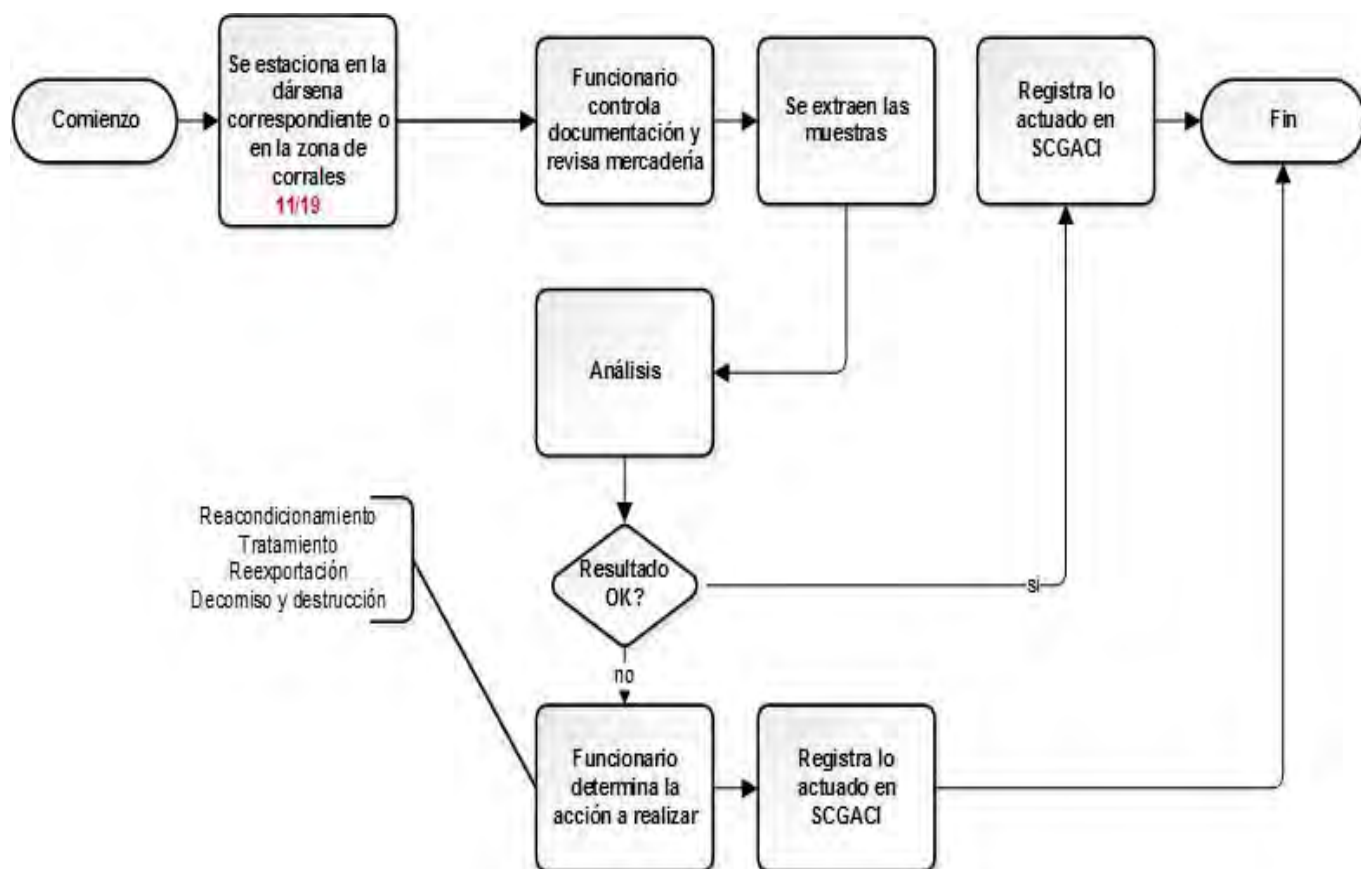 Comienzo
Se estaciona en la
dársena
correspondiente o
en la zona de
corrales
11/19
Funcionario
controla
documentación y
revisa mercadería
Se extraen las
muestras
Registra lo
actuado en
SCGACI
Fin
Análisis
Resultado
OK?
si
no
Reacondicionamiento
Tratamiento
Reexportación
Decomiso y destrucción
Funcionario
determina la
acción a realizar
Registra lo
actuado en
SCGACI